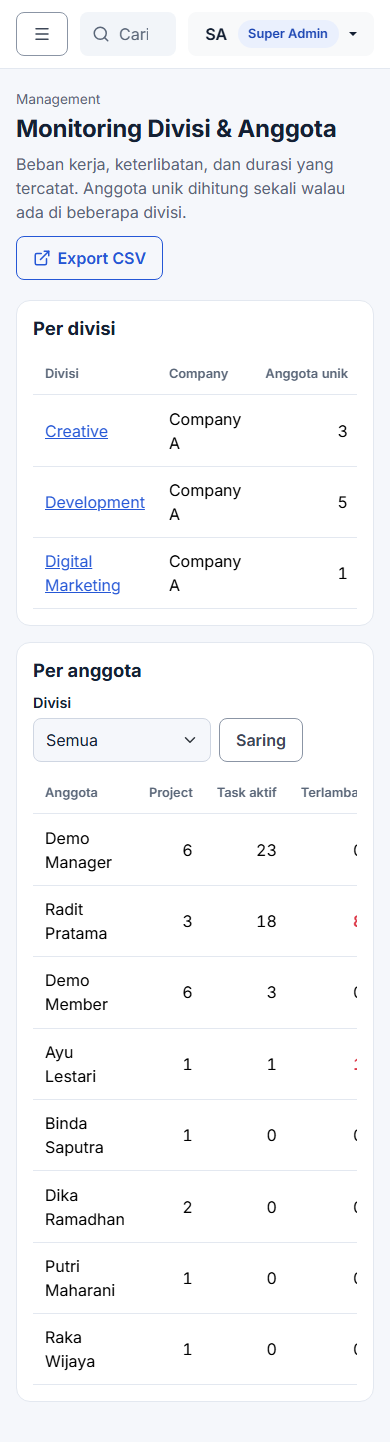 Cari
SA Super Admin
Management
Monitoring Divisi & Anggota
Beban kerja, keterlibatan, dan durasi yang
tercatat. Anggota unik dihitung sekali walau
ada di beberapa divisi.
Export CSV
Per divisi
Divisi Company Anggota unik
Creative Company A 3
Development Company A 5
Digital Marketing Company A 1
Per anggota
Divisi
Semua Saring
Anggota Project Task aktif
Demo Manager 6 23
Radit Pratama 3 18
Demo Member 6 3
Ayu Lestari 1 1
Binda Saputra 1 0
Dika Ramadhan 2 0
Putri Maharani 1 0
Raka Wijaya 1 0